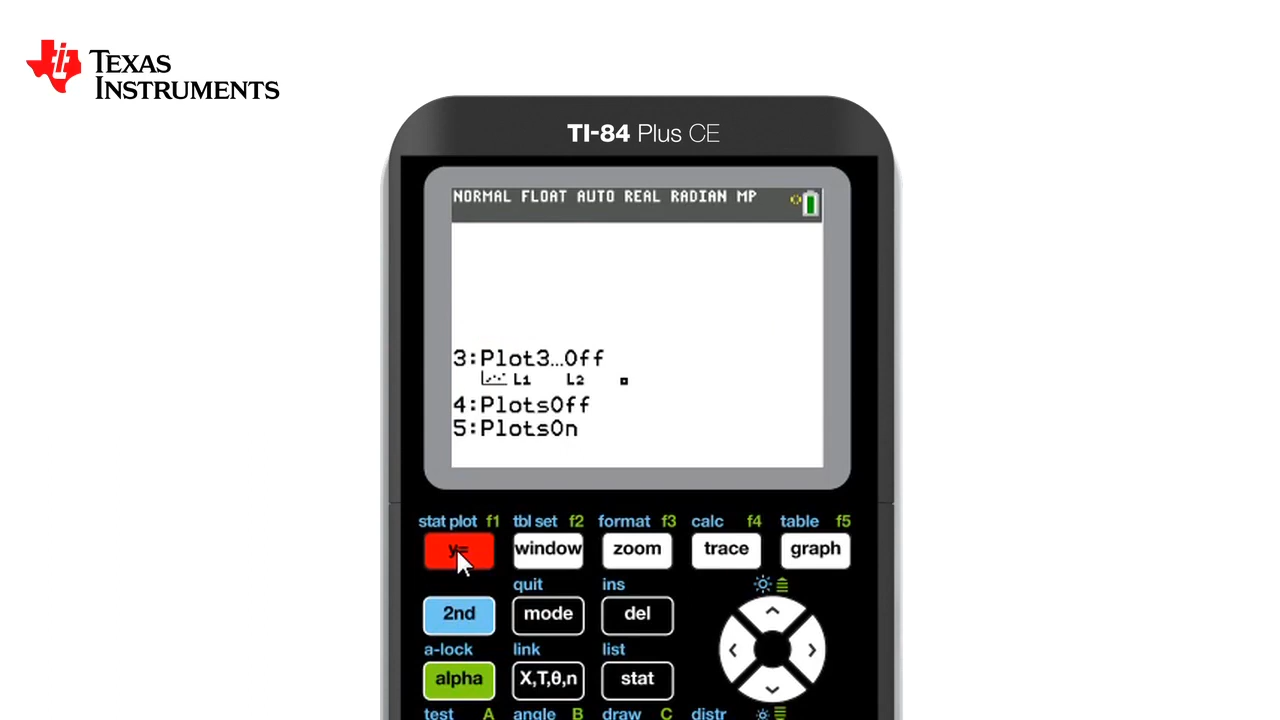 TEXAS
INSTRUMENTS
TI-84 Plus CE
NORMAL FLOAT AUTO REAL RADIAN MP
3:Plot3…Off
L1 L2
4:PlotsOff
5:PlotsOn
stat plot f1 tbl set f2 format f3 calc f4 table f5
y= window zoom trace graph
quit ins
2nd mode del
a-lock link list
alpha X,T,θ,n stat
test A angle B draw C distr